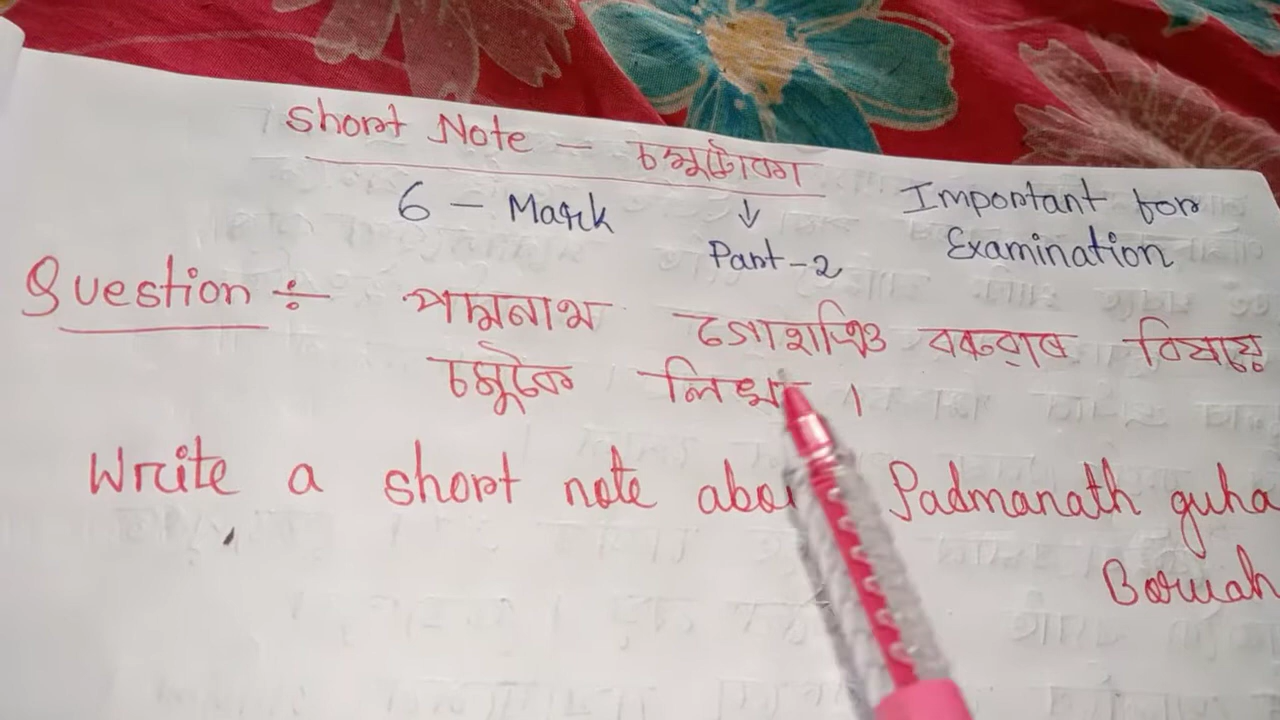 Short Note - চমুটোকা
6 - Mark ↓ Important for
Part-2 Examination
Question ÷ পদ্মনাথ গোহাঞিও বৰুৱাৰ বিষয়ে
চমুকৈ লিখা ।
Write a short note abou Padmanath guha
Boruah